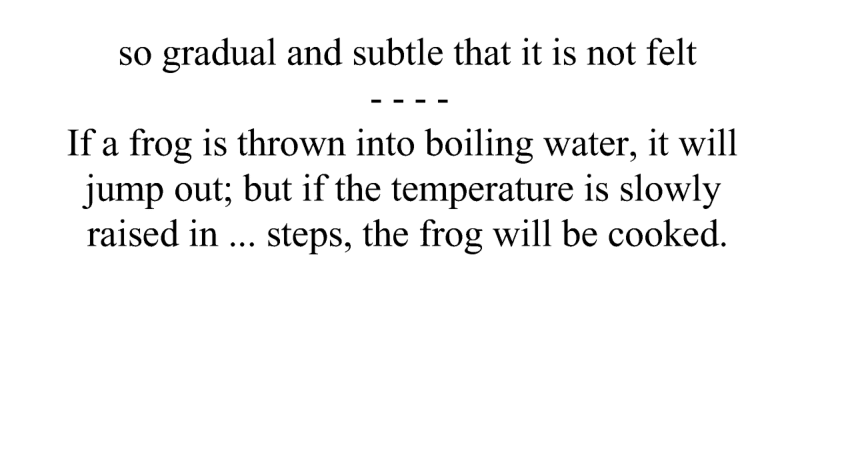 so gradual and subtle that it is not felt
- - - -
If a frog is thrown into boiling water, it will
jump out; but if the temperature is slowly
raised in ... steps, the frog will be cooked.